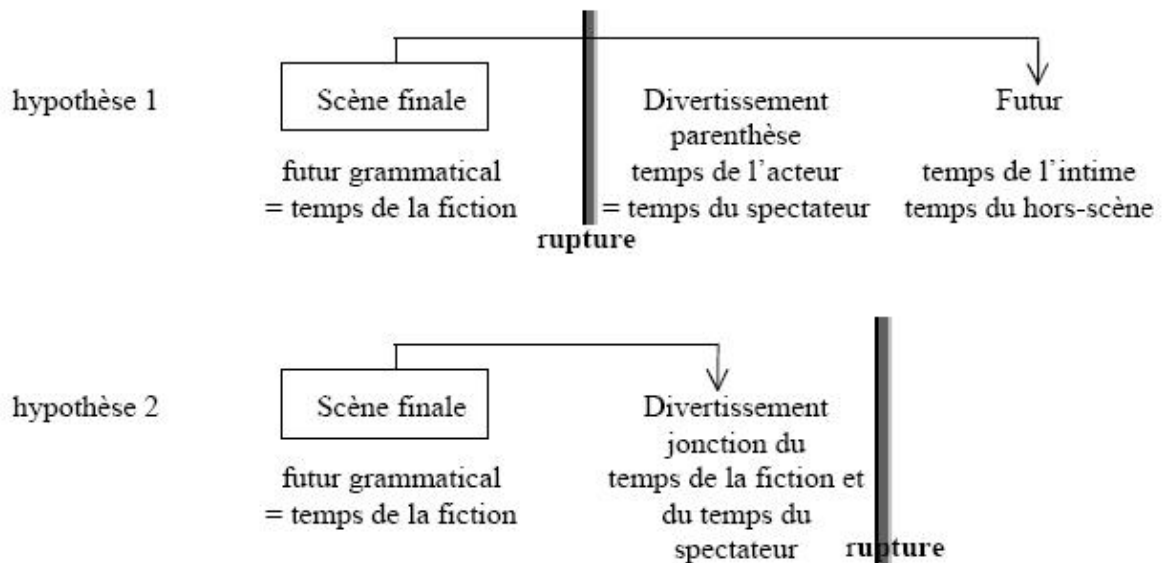 hypothèse 1
Scène finale
futur grammatical
= temps de la fiction
rupture
Divertissement
parenthèse
temps de l'acteur
= temps du spectateur
Futur
temps de l'intime
temps du hors-scène
hypothèse 2
Scène finale
futur grammatical
= temps de la fiction
Divertissement
jonction du
temps de la fiction et
du temps du
spectateur
rupture